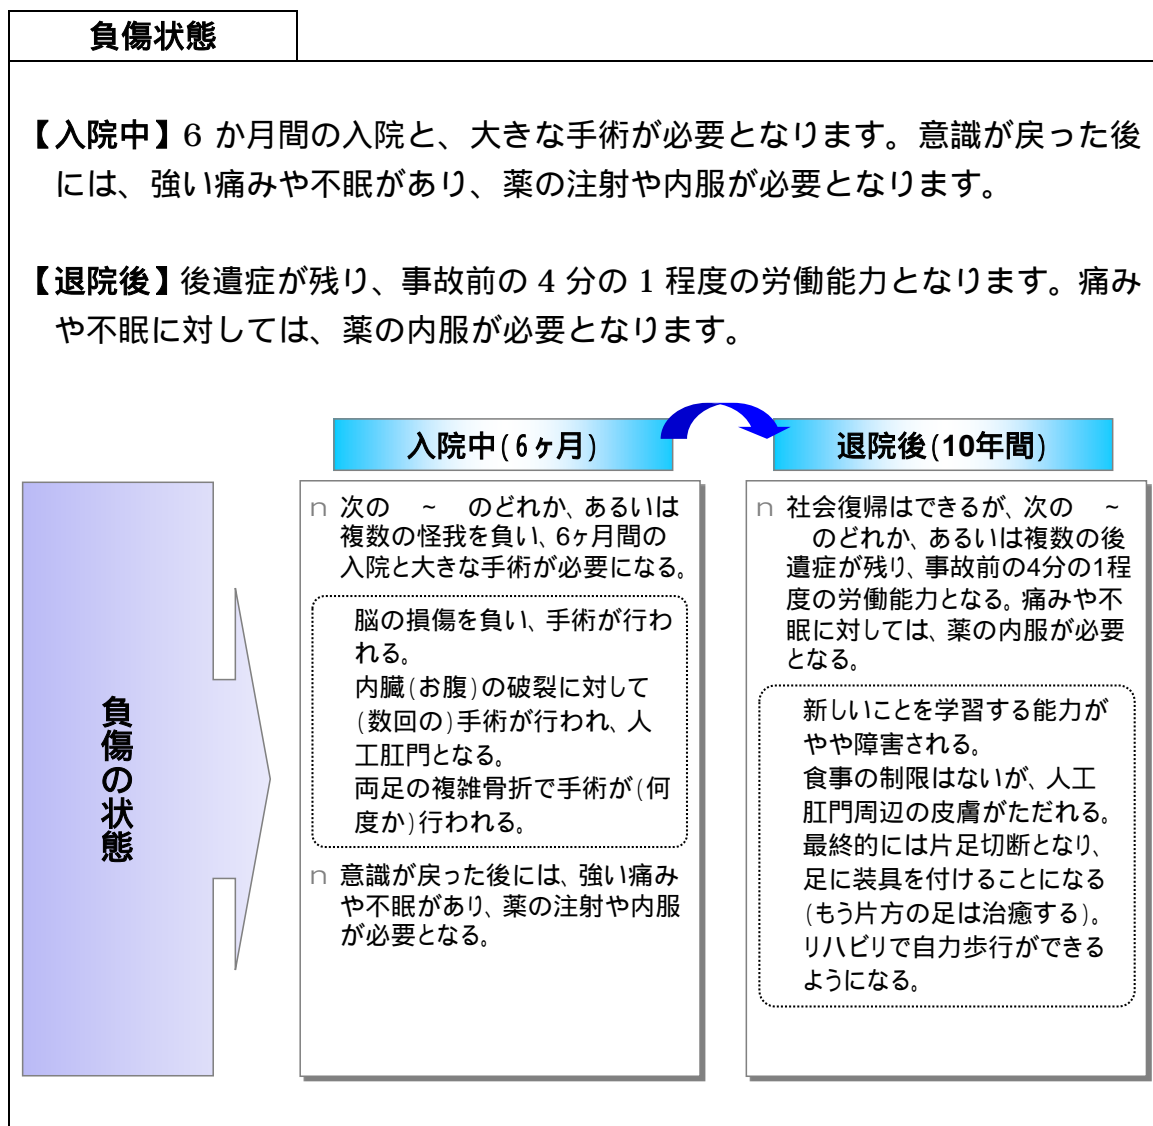 負傷状態
【入院中】6 か月間の入院と、大きな手術が必要となります。意識が戻った後
には、強い痛みや不眠があり、薬の注射や内服が必要となります。
【退院後】後遺症が残り、事故前の 4 分の 1 程度の労働能力となります。痛み
や不眠に対しては、薬の内服が必要となります。
負傷の状態
入院中(6ヶ月)
n 次の ~ のどれか、あるいは
複数の怪我を負い、6ヶ月間の
入院と大きな手術が必要になる。
脳の損傷を負い、手術が行わ
れる。
内臓(お腹)の破裂に対して
(数回の)手術が行われ、人
工肛門となる。
両足の複雑骨折で手術が(何
度か)行われる。
n 意識が戻った後には、強い痛み
や不眠があり、薬の注射や内服
が必要となる。
退院後(10年間)
n 社会復帰はできるが、次の ~
のどれか、あるいは複数の後
遺症が残り、事故前の4分の1程
度の労働能力となる。痛みや不
眠に対しては、薬の内服が必要
となる。
新しいことを学習する能力が
やや障害される。
食事の制限はないが、人工
肛門周辺の皮膚がただれる。
最終的には片足切断となり、
足に装具を付けることになる
(もう片方の足は治癒する)。
リハビリで自力歩行ができる
ようになる。